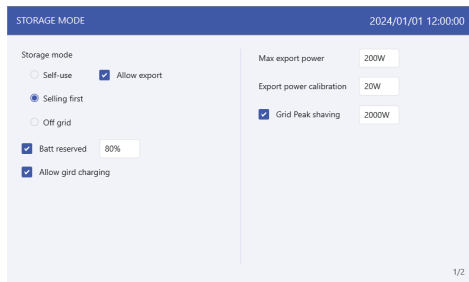 STORAGE MODE
2024/01/01 12:00:00
Storage mode
Self-use
Allow export
Selling first
Off grid
Batt reserved 80%
Allow gird charging
Max export power 200W
Export power calibration 20W
Grid Peak shaving 2000W
1/2